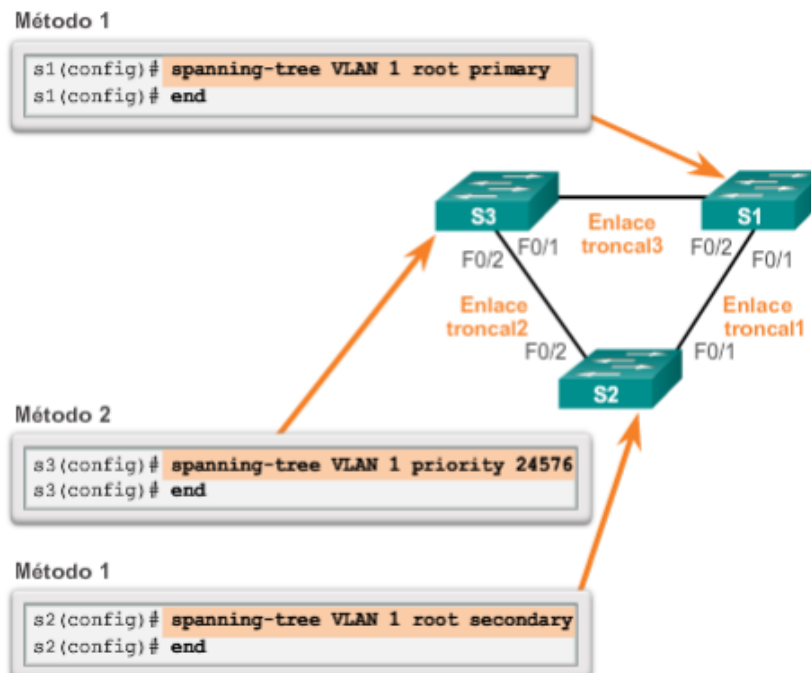 Método 1
s1(config)# spanning-tree VLAN 1 root primary
s1(config)# end
S3
S1
F0/2
F0/1
Enlace
troncal3
F0/2
F0/1
Enlace
troncal2
Enlace
troncal1
F0/2
F0/1
S2
Método 2
s3(config)# spanning-tree VLAN 1 priority 24576
s3(config)# end
Método 1
s2(config)# spanning-tree VLAN 1 root secondary
s2(config)# end